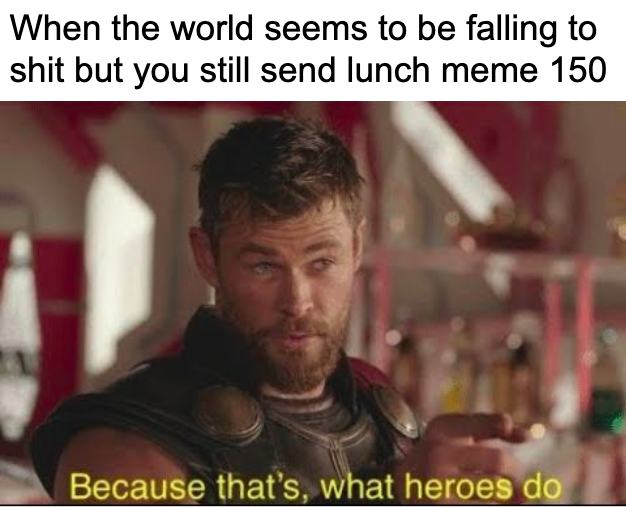 When the world seems to be falling to
shit but you still send lunch meme 150
Because that's, what heroes do